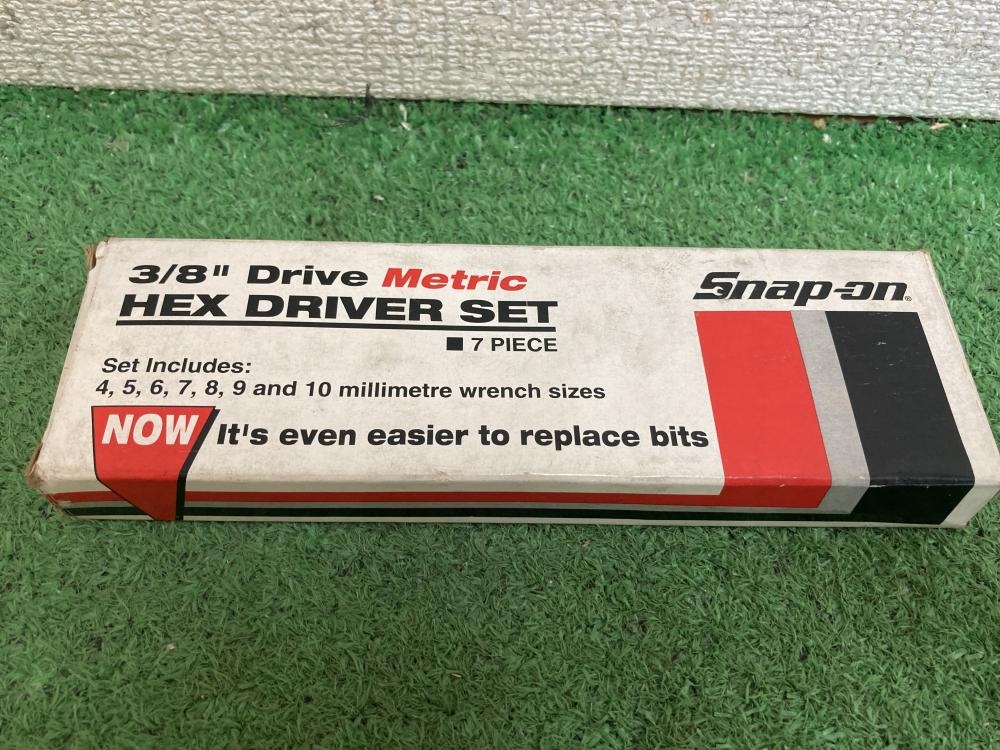 3/8" Drive Metric
HEX DRIVER SET
■ 7 PIECE
Set Includes:
4, 5, 6, 7, 8, 9 and 10 millimetre wrench sizes
NOW It's even easier to replace bits
Snap-on®